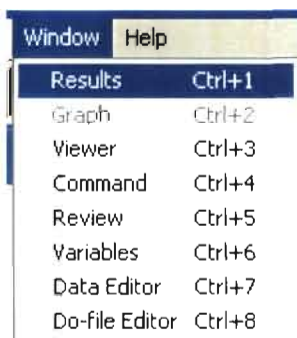 Window Help
Results Ctrl+1
Graph Ctrl+2
Viewer Ctrl+3
Command Ctrl+4
Review Ctrl+5
Variables Ctrl+6
Data Editor Ctrl+7
Do-file Editor Ctrl+8